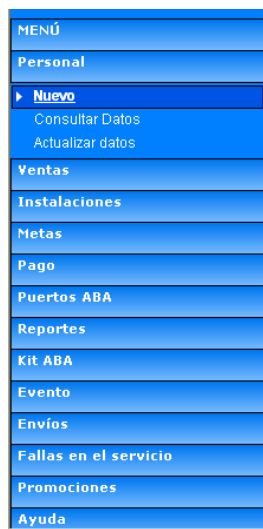 MENÚ
Personal
Nuevo
Consultar Datos
Actualizar datos
Ventas
Instalaciones
Metas
Pago
Puertos ABA
Reportes
Kit ABA
Evento
Envíos
Fallas en el servicio
Promociones
Ayuda